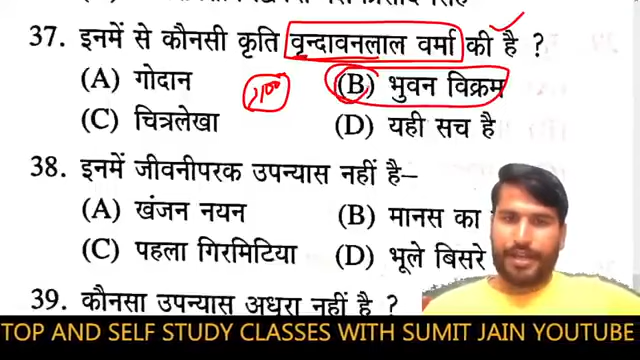 37. इनमें से कौनसी कृति वृन्दावनलाल वर्मा की है ?
(A) गोदान (B) भुवन विक्रम
(C) चित्रलेखा (D) यही सच है
38. इनमें जीवनीपरक उपन्यास नहीं है–
(A) खंजन नयन (B) मानस का
(C) पहला गिरमिटिया (D) भूले बिसरे
39. कौनसा उपन्यास अधूरा नहीं है ?
TOP AND SELF STUDY CLASSES WITH SUMIT JAIN YOUTUBE